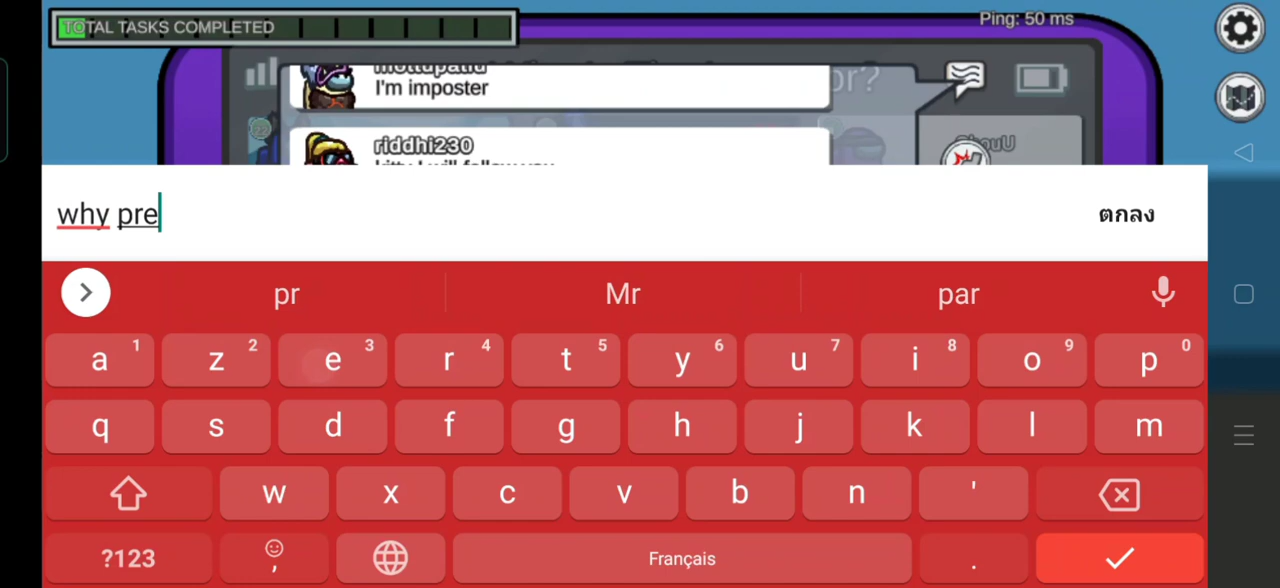 TOTAL TASKS COMPLETED
Ping: 50 ms
I'm imposter
or?
riddhi230
why pre
ตกลง
pr
Mr
par
a 1 z 2 e 3 r 4 t 5 y 6 u 7 i 8 o 9 p 0
q s d f g h j k l m
w x c v b n '
?123 , Français .